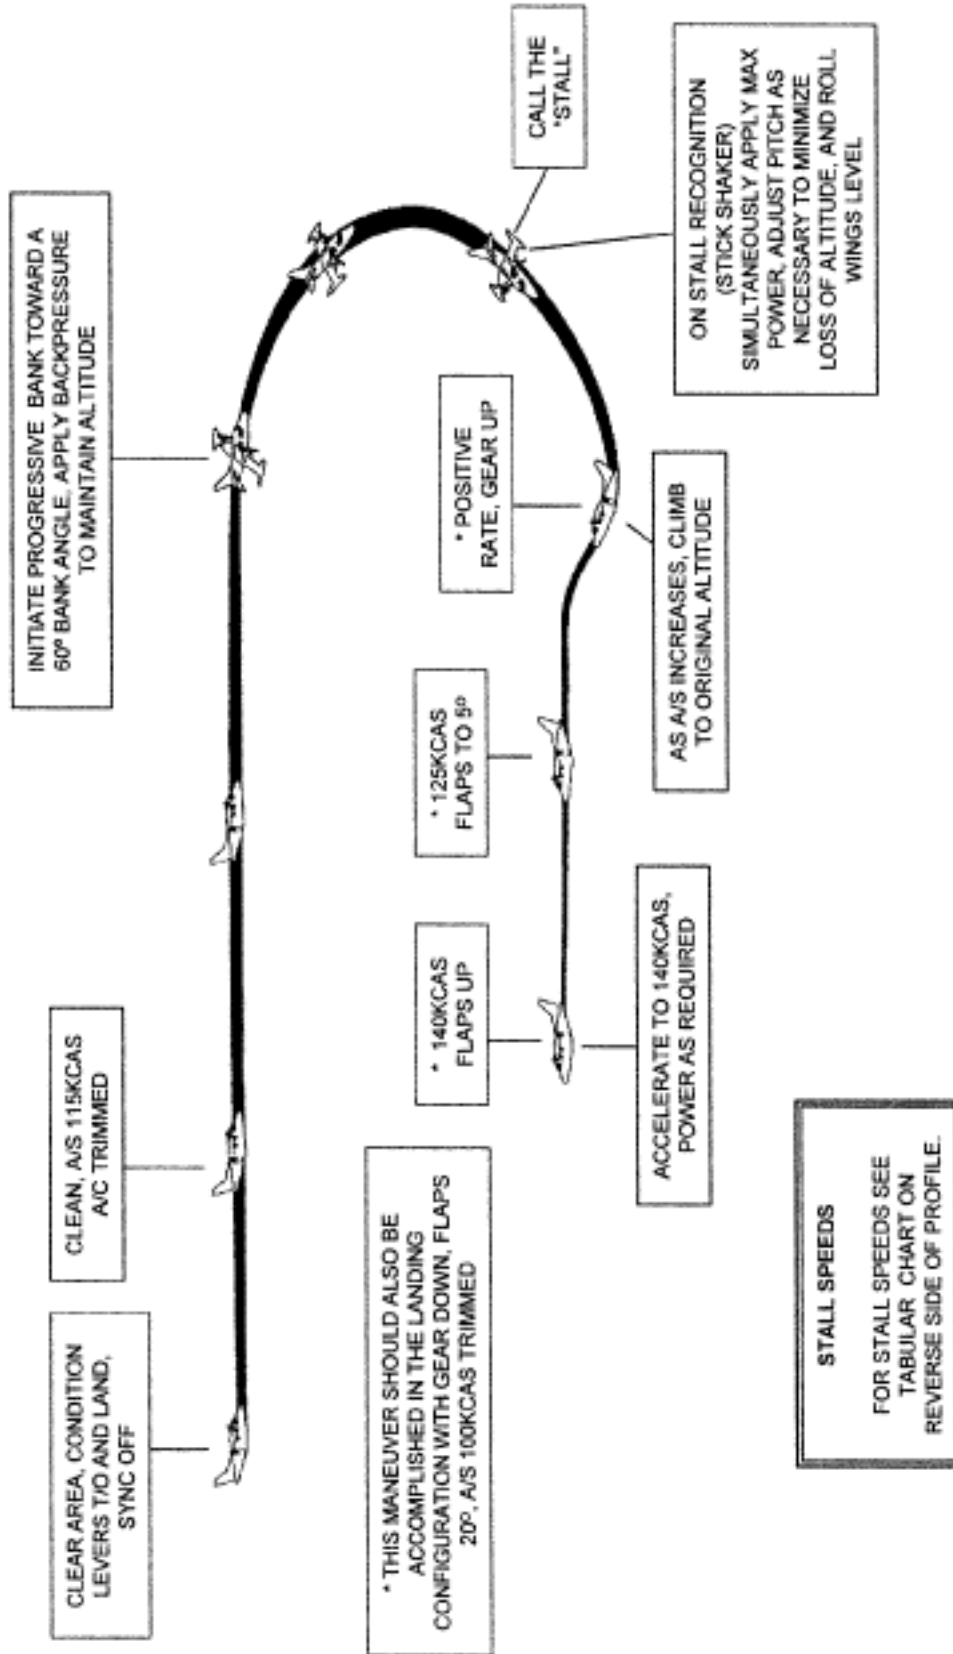 CLEAR AREA, CONDITION
LEVERS T/O AND LAND,
SYNC OFF
CLEAN, A/S 115KCAS
A/C TRIMMED
INITIATE PROGRESSIVE BANK TOWARD A
60º BANK ANGLE, APPLY BACKPRESSURE
TO MAINTAIN ALTITUDE
CALL THE
"STALL"
ON STALL RECOGNITION
(STICK SHAKER)
SIMULTANEOUSLY APPLY MAX
POWER, ADJUST PITCH AS
NECESSARY TO MINIMIZE
LOSS OF ALTITUDE, AND ROLL
WINGS LEVEL
* POSITIVE
RATE, GEAR UP
AS A/S INCREASES, CLIMB
TO ORIGINAL ALTITUDE
* 125KCAS
FLAPS TO 5º
* 140KCAS
FLAPS UP
ACCELERATE TO 140KCAS,
POWER AS REQUIRED
* THIS MANEUVER SHOULD ALSO BE
ACCOMPLISHED IN THE LANDING
CONFIGURATION WITH GEAR DOWN, FLAPS
20º, A/S 100KCAS TRIMMED
STALL SPEEDS
FOR STALL SPEEDS SEE
TABULAR CHART ON
REVERSE SIDE OF PROFILE.